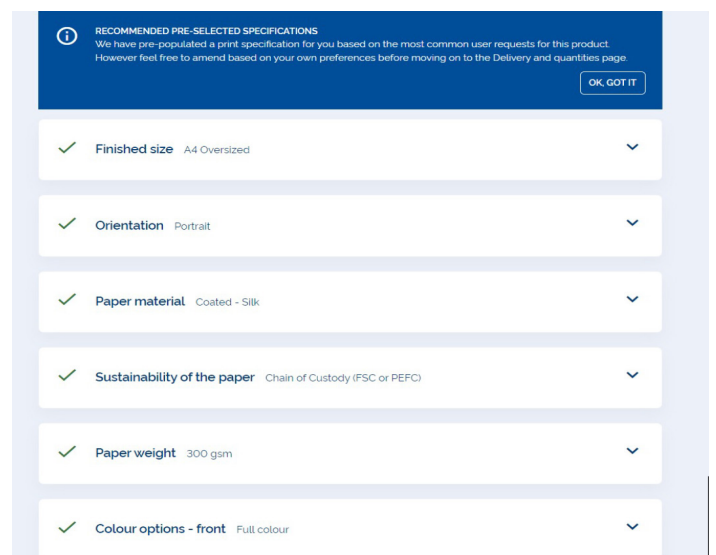 RECOMMENDED PRE-SELECTED SPECIFICATIONS
We have pre-populated a print specification for you based on the most common user requests for this product.
However feel free to amend based on your own preferences before moving on to the Delivery and quantities page.
OK, GOT IT
Finished size A4 Oversized
Orientation Portrait
Paper material Coated - Silk
Sustainability of the paper Chain of Custody (FSC or PEFC)
Paper weight 300 gsm
Colour options - front Full colour